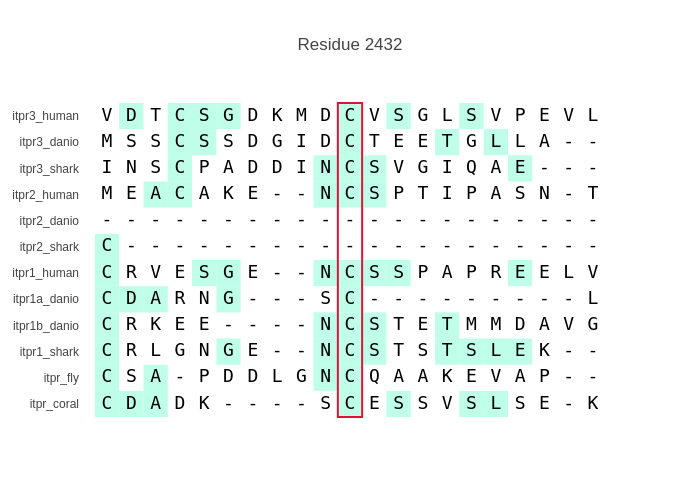 Residue 2432
itpr3_human V D T C S G D K M D C V S G L S V P E V L
itpr3_danio M S S C S S D G I D C T E E T G L L A - -
itpr3_shark I N S C P A D D I N C S V G I Q A E - - -
itpr2_human M E A C A K E - - N C S P T I P A S N - T
itpr2_danio - - - - - - - - - - - - - - - - - - - - -
itpr2_shark C - - - - - - - - - - - - - - - - - - - -
itpr1_human C R V E S G E - - N C S S P A P R E E L V
itpr1a_danio C D A R N G - - - S C - - - - - - - - - L
itpr1b_danio C R K E E - - - - N C S T E T M M D A V G
itpr1_shark C R L G N G E - - N C S T S T S L E K - -
itpr_fly C S A - P D D L G N C Q A A K E V A P - -
itpr_coral C D A D K - - - - S C E S S V S L S E - K